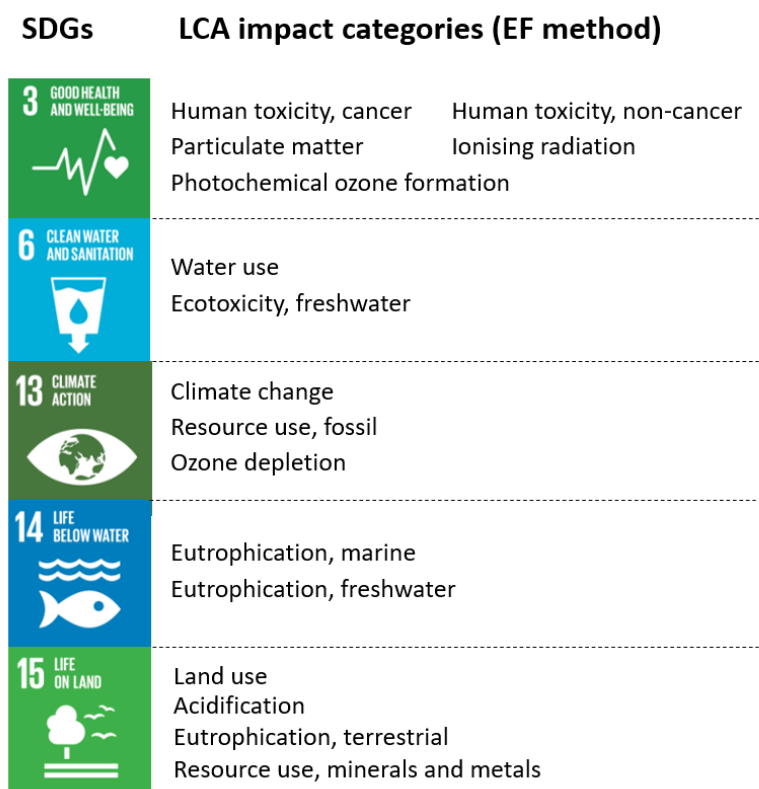 SDGs LCA impact categories (EF method)
3 GOOD HEALTH
AND WELL-BEING
Human toxicity, cancer Human toxicity, non-cancer
Particulate matter Ionising radiation
Photochemical ozone formation
6 CLEAN WATER
AND SANITATION
Water use
Ecotoxicity, freshwater
13 CLIMATE
ACTION
Climate change
Resource use, fossil
Ozone depletion
14 LIFE
BELOW WATER
Eutrophication, marine
Eutrophication, freshwater
15 LIFE
ON LAND
Land use
Acidification
Eutrophication, terrestrial
Resource use, minerals and metals